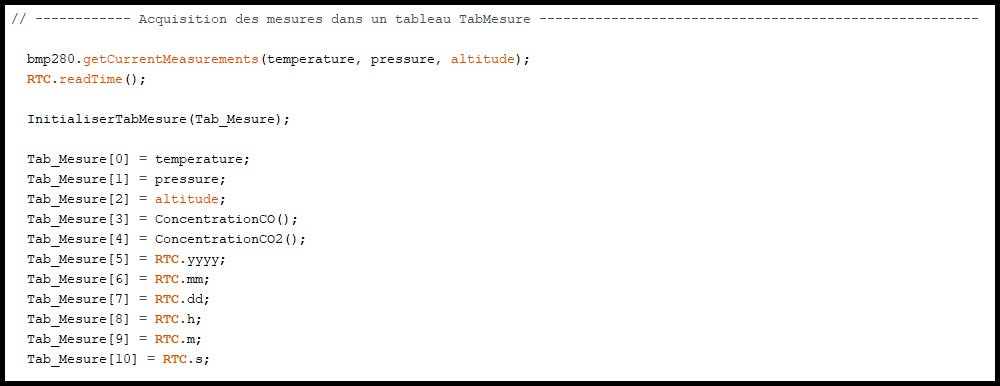 // ------------ Acquisition des mesures dans un tableau TabMesure -------------------------------------------------------
bmp280.getCurrentMeasurements(temperature, pressure, altitude);
RTC.readTime();
InitialiserTabMesure(Tab_Mesure);
Tab_Mesure[0] = temperature;
Tab_Mesure[1] = pressure;
Tab_Mesure[2] = altitude;
Tab_Mesure[3] = ConcentrationCO();
Tab_Mesure[4] = ConcentrationCO2();
Tab_Mesure[5] = RTC.yyyy;
Tab_Mesure[6] = RTC.mm;
Tab_Mesure[7] = RTC.dd;
Tab_Mesure[8] = RTC.h;
Tab_Mesure[9] = RTC.m;
Tab_Mesure[10] = RTC.s;